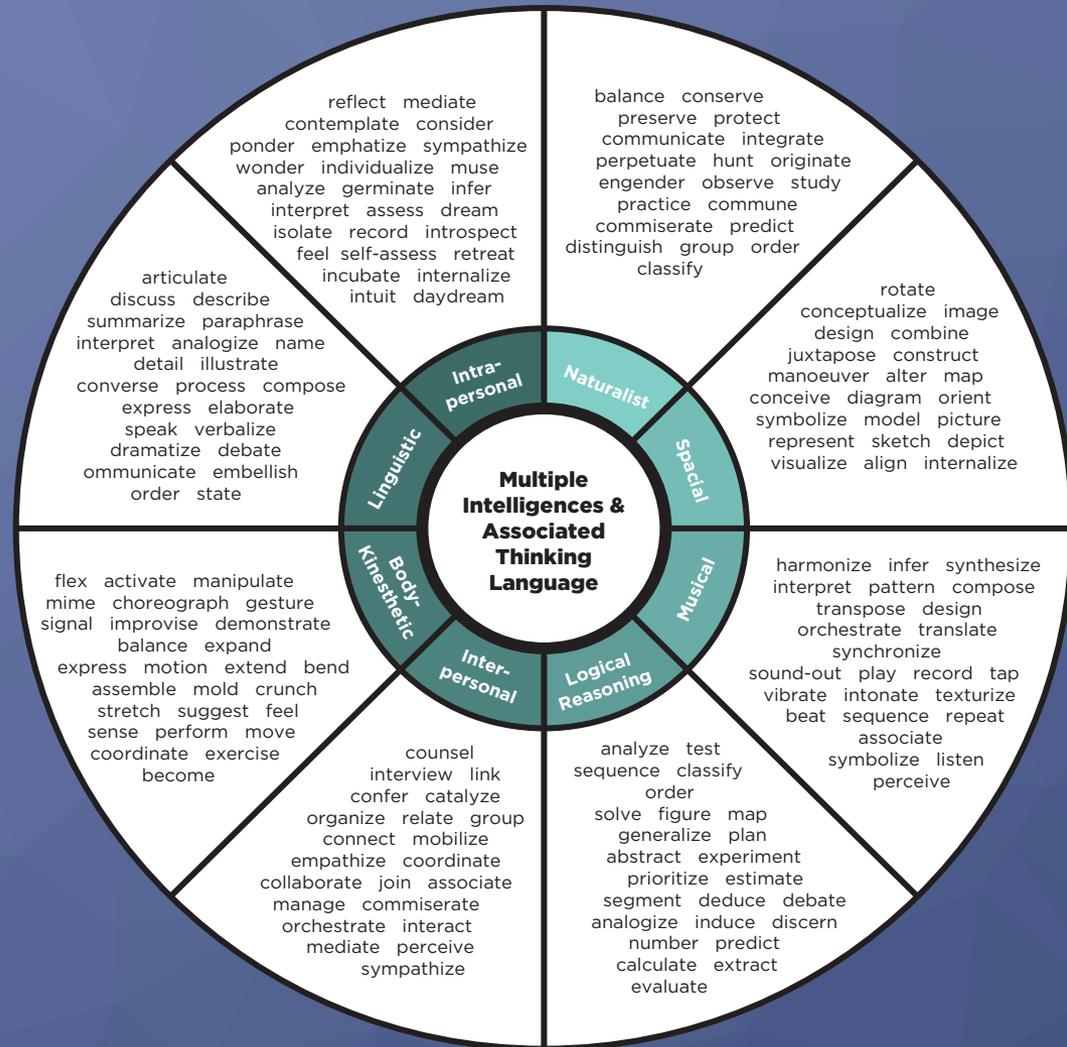 Multiple
Intelligences &
Associated
Thinking
Language
Naturalist
balance conserve
preserve protect
communicate integrate
perpetuate hunt originate
engender observe study
practice commune
commiserate predict
distinguish group order
classify
Spacial
rotate
conceptualize image
design combine
juxtapose construct
manoeuver alter map
conceive diagram orient
symbolize model picture
represent sketch depict
visualize align internalize
Musical
harmonize infer synthesize
interpret pattern compose
transpose design
orchestrate translate
synchronize
sound-out play record tap
vibrate intonate texturize
beat sequence repeat
associate
symbolize listen
perceive
Logical
Reasoning
analyze test
sequence classify
order
solve figure map
generalize plan
abstract experiment
prioritize estimate
segment deduce debate
analogize induce discern
number predict
calculate extract
evaluate
Inter-
personal
counsel
interview link
confer catalyze
organize relate group
connect mobilize
empathize coordinate
collaborate join associate
manage commiserate
orchestrate interact
mediate perceive
sympathize
Body-
Kinesthetic
flex activate manipulate
mime choreograph gesture
signal improvise demonstrate
balance expand
express motion extend bend
assemble mold crunch
stretch suggest feel
sense perform move
coordinate exercise
become
Linguistic
articulate
discuss describe
summarize paraphrase
interpret analogize name
detail illustrate
converse process compose
express elaborate
speak verbalize
dramatize debate
ommunicate embellish
order state
Intra-
personal
reflect mediate
contemplate consider
ponder emphatize sympathize
wonder individualize muse
analyze germinate infer
interpret assess dream
isolate record introspect
feel self-assess retreat
incubate internalize
intuit daydream